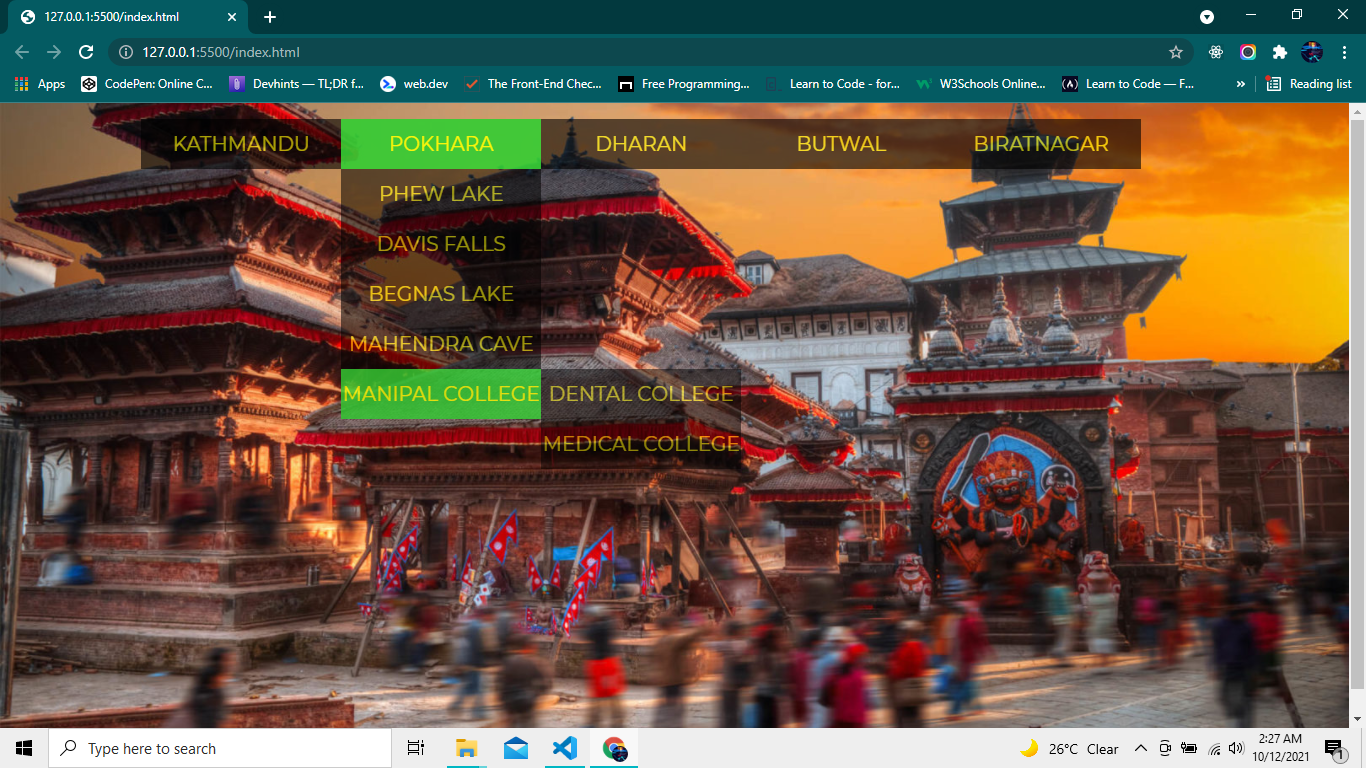 127.0.0.1:5500/index.html
127.0.0.1:5500/index.html
Apps
CodePen: Online C...
Devhints — TL;DR f...
web.dev
The Front-End Chec...
Free Programming...
Learn to Code - for...
W3Schools Online...
Learn to Code — F...
»
Reading list
KATHMANDU
POKHARA
DHARAN
BUTWAL
BIRATNAGAR
PHEW LAKE
DAVIS FALLS
BEGNAS LAKE
MAHENDRA CAVE
MANIPAL COLLEGE
DENTAL COLLEGE
MEDICAL COLLEGE
Type here to search
26°C Clear
2:27 AM
10/12/2021
1